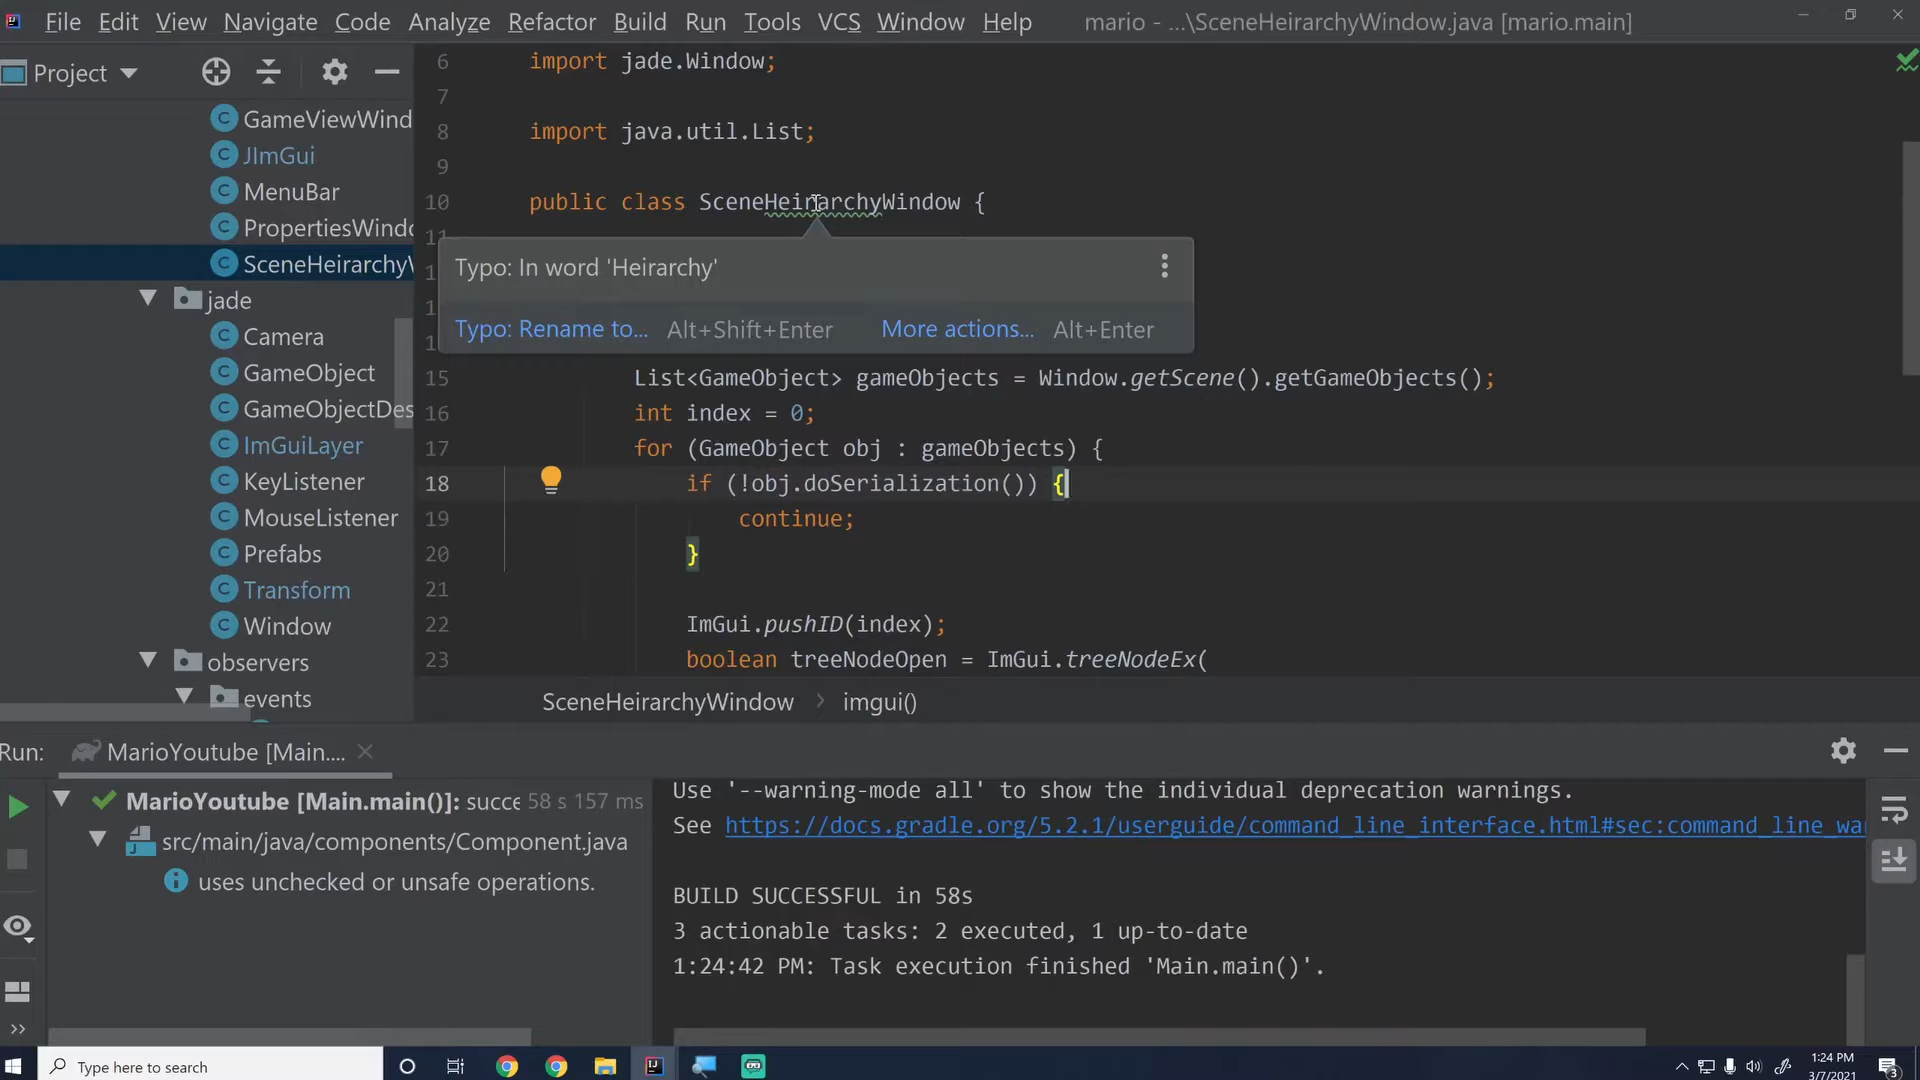 File Edit View Navigate Code Analyze Refactor Build Run Tools VCS Window Help mario - ...\SceneHeirarchyWindow.java [mario.main]
Project
GameViewWind
JImGui
MenuBar
PropertiesWindo
SceneHeirarchyW
jade
Camera
GameObject
GameObjectDes
ImGuiLayer
KeyListener
MouseListener
Prefabs
Transform
Window
observers
events
6 import jade.Window;
7
8 import java.util.List;
9
10 public class SceneHeirarchyWindow {
11
1
1
1
Typo: In word 'Heirarchy'
Typo: Rename to... Alt+Shift+Enter More actions... Alt+Enter
15 List<GameObject> gameObjects = Window.getScene().getGameObjects();
16 int index = 0;
17 for (GameObject obj : gameObjects) {
18 if (!obj.doSerialization()) {
19 continue;
20 }
21
22 ImGui.pushID(index);
23 boolean treeNodeOpen = ImGui.treeNodeEx(
SceneHeirarchyWindow > imgui()
Run: MarioYoutube [Main....
MarioYoutube [Main.main()]: succe 58 s 157 ms
src/main/java/components/Component.java
uses unchecked or unsafe operations.
Use '--warning-mode all' to show the individual deprecation warnings.
See https://docs.gradle.org/5.2.1/userguide/command_line_interface.html#sec:command_line_wa
BUILD SUCCESSFUL in 58s
3 actionable tasks: 2 executed, 1 up-to-date
1:24:42 PM: Task execution finished 'Main.main()'.
Type here to search
1:24 PM
3/7/2021
3